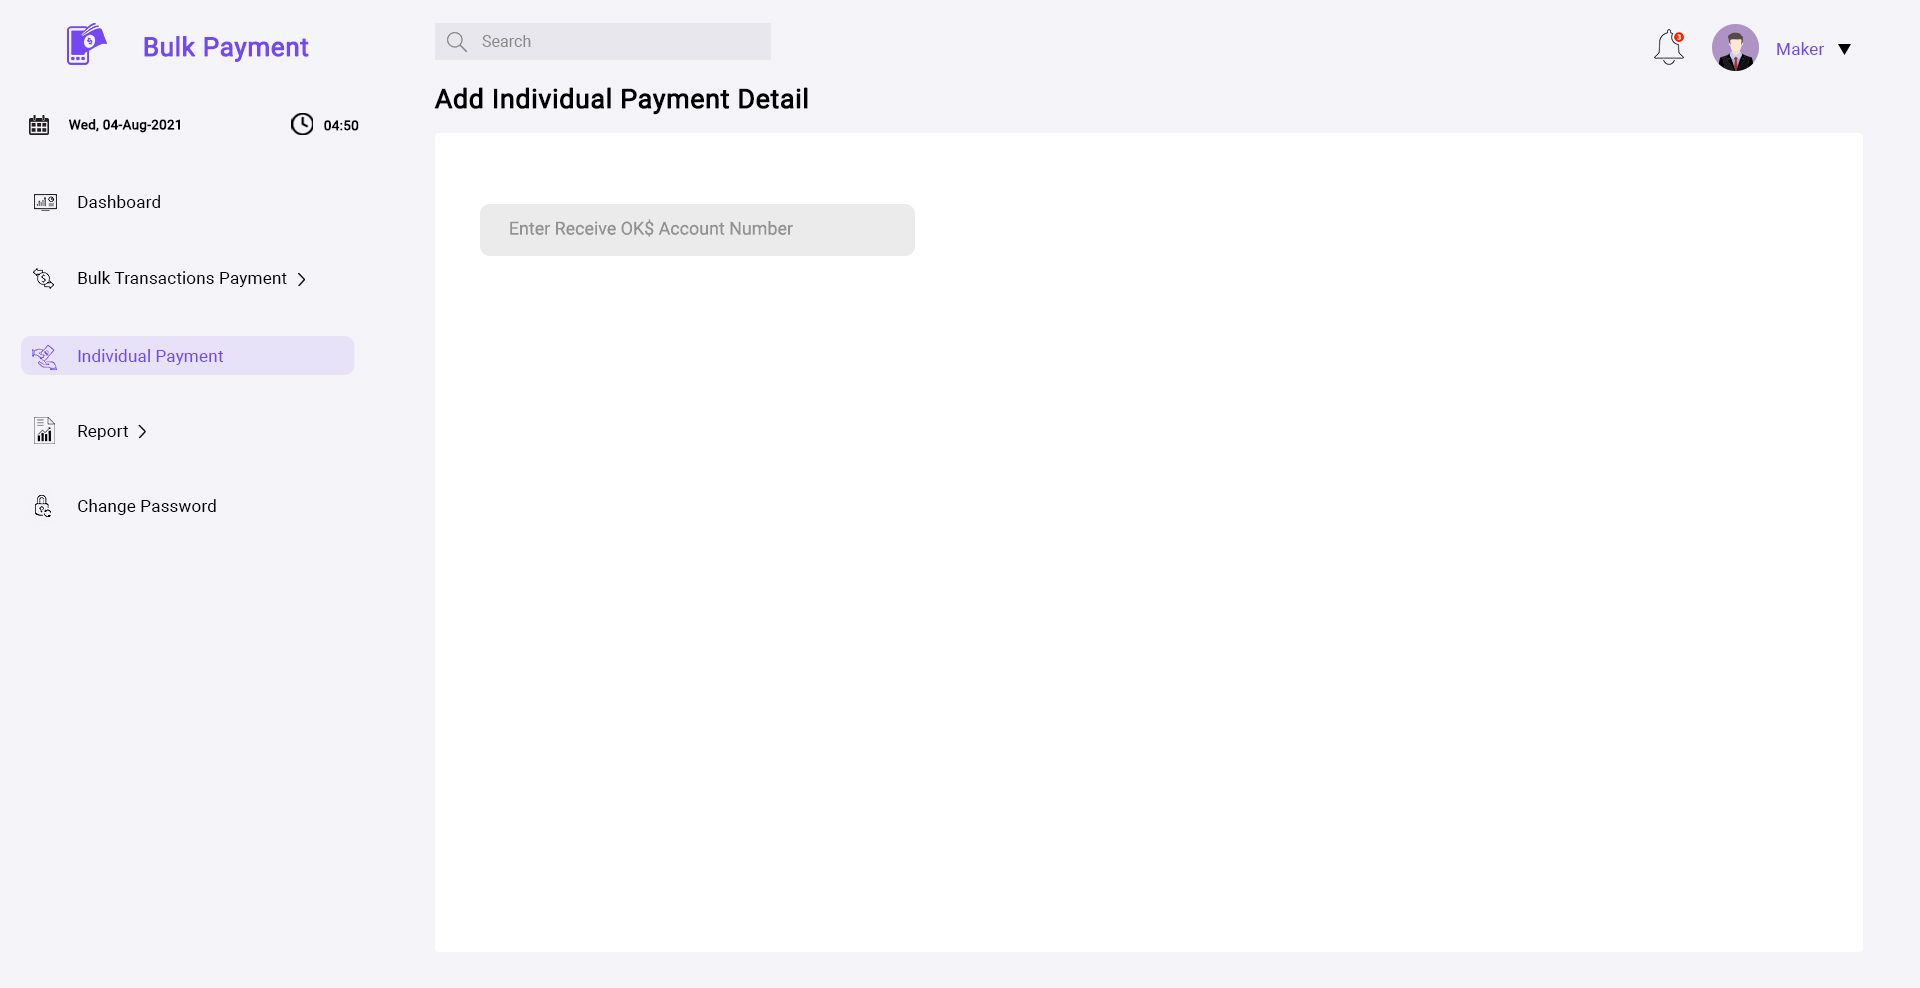 Bulk Payment
Search
3
Maker
Add Individual Payment Detail
Wed, 04-Aug-2021
04:50
Dashboard
Enter Receive OK$ Account Number
Bulk Transactions Payment
Individual Payment
Report
Change Password